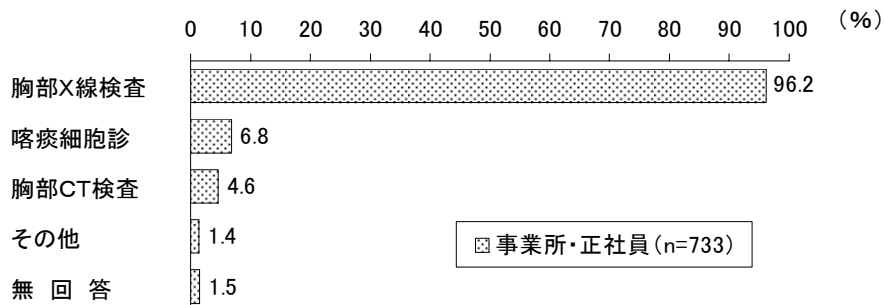 0 10 20 30 40 50 60 70 80 90 100 (%)
胸部X線検査 96.2
喀痰細胞診 6.8
胸部CT検査 4.6
その他 1.4
無 回 答 1.5
事業所・正社員(n=733)